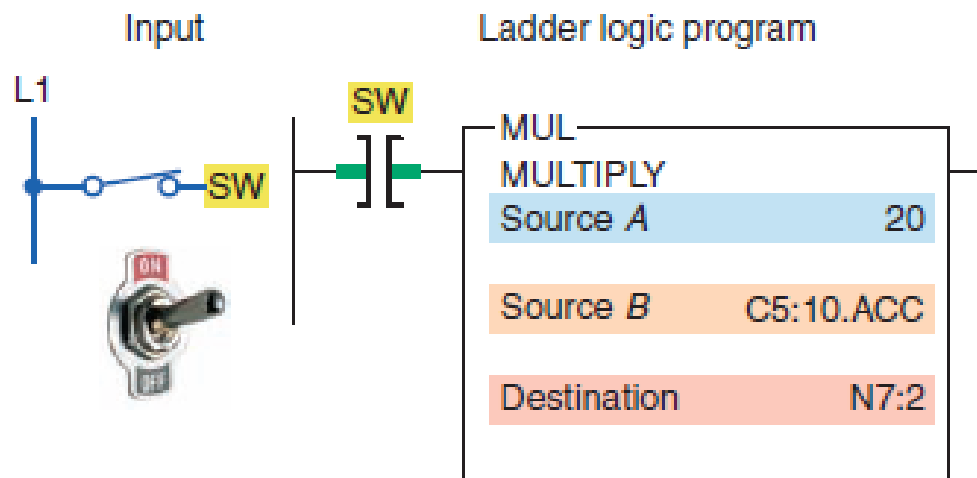 Input
Ladder logic program
L1
SW
SW
MUL
MULTIPLY
Source A 20
Source B C5:10.ACC
Destination N7:2
ON
OFF